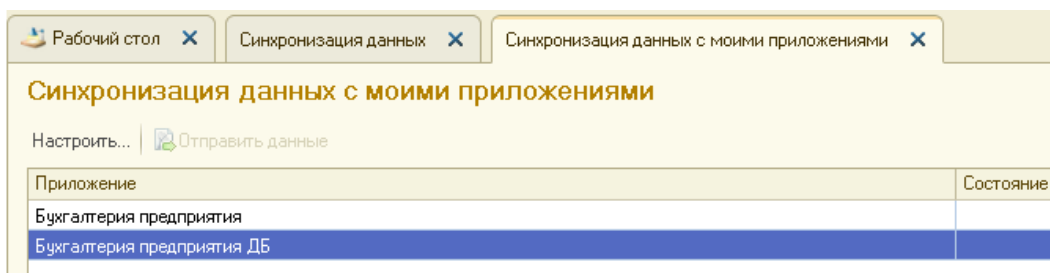 Рабочий стол
Синхронизация данных
Синхронизация данных с моими приложениями
Синхронизация данных с моими приложениями
Настроить...
Отправить данные
Приложение
Состояние
Бухгалтерия предприятия
Бухгалтерия предприятия ДБ